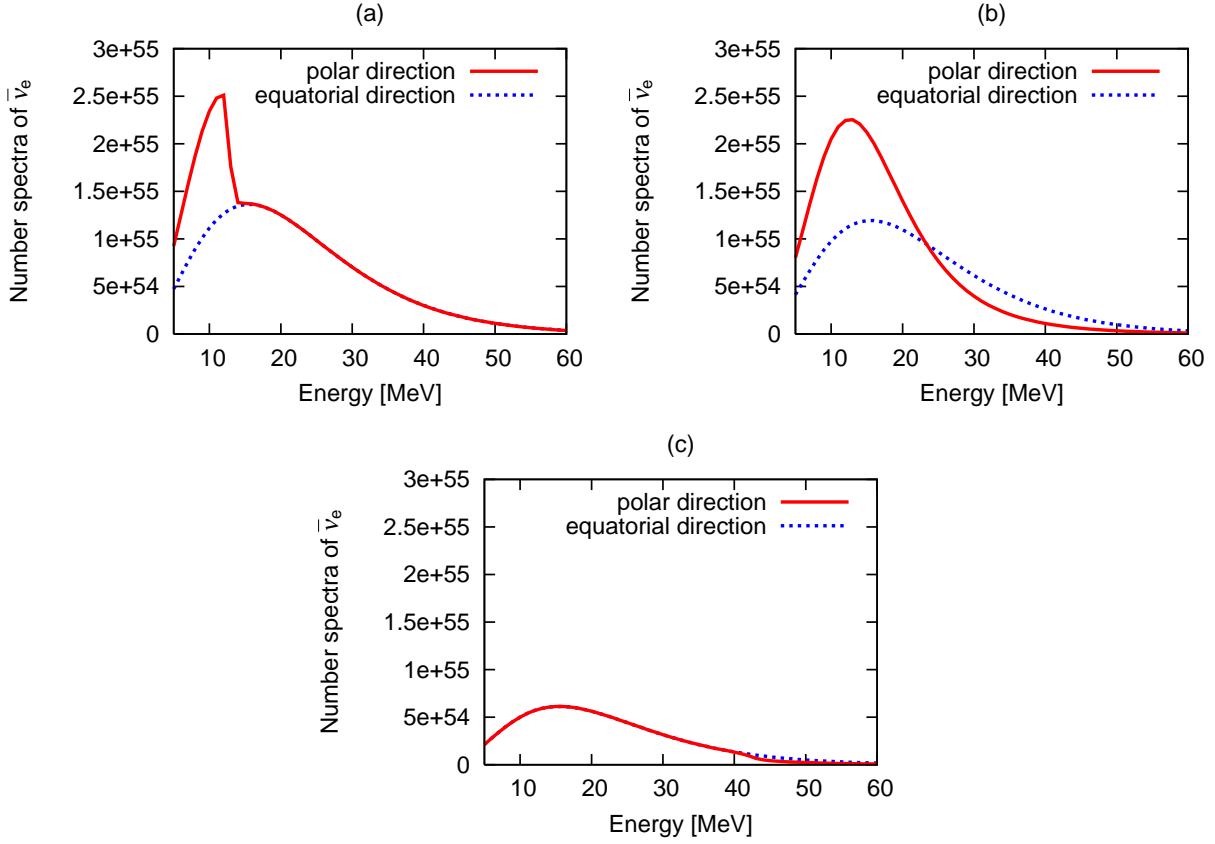 (a)
Number spectra of ν̅e
3e+55
2.5e+55
2e+55
1.5e+55
1e+55
5e+54
0
polar direction
equatorial direction
10 20 30 40 50 60
Energy [MeV]
(b)
Number spectra of ν̅e
3e+55
2.5e+55
2e+55
1.5e+55
1e+55
5e+54
0
polar direction
equatorial direction
10 20 30 40 50 60
Energy [MeV]
(c)
Number spectra of ν̅e
3e+55
2.5e+55
2e+55
1.5e+55
1e+55
5e+54
0
polar direction
equatorial direction
10 20 30 40 50 60
Energy [MeV]